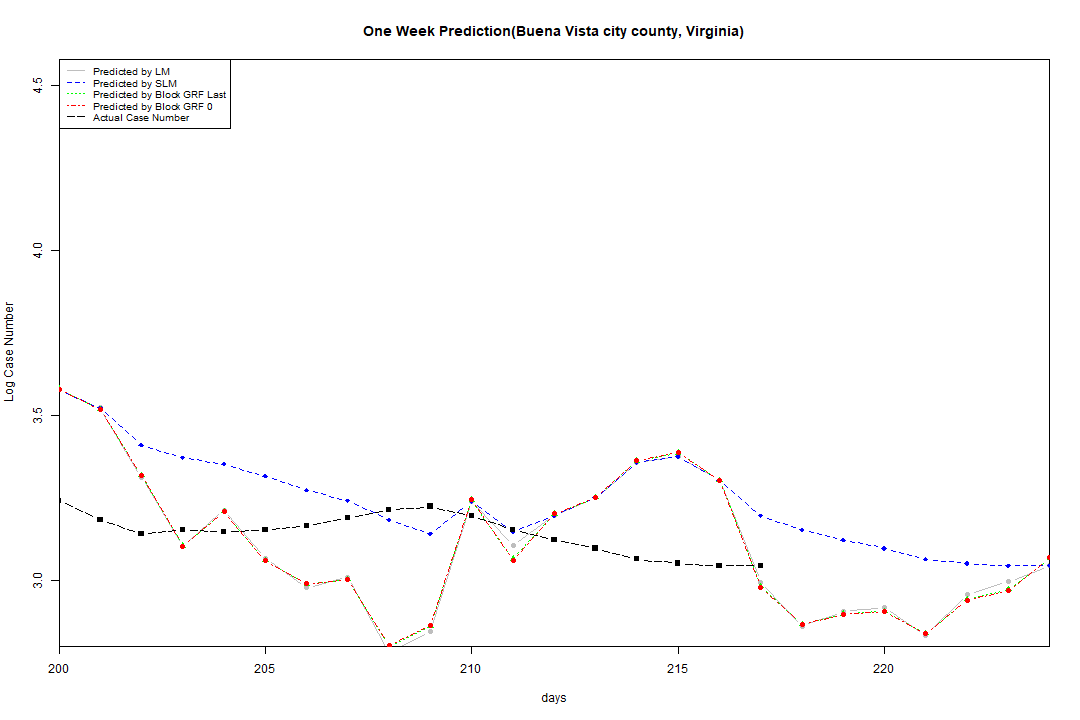 One Week Prediction(Buena Vista city county, Virginia)
Predicted by LM
Predicted by SLM
Predicted by Block GRF Last
Predicted by Block GRF 0
Actual Case Number
Log Case Number
4.5
4.0
3.5
3.0
200 205 210 215 220
days